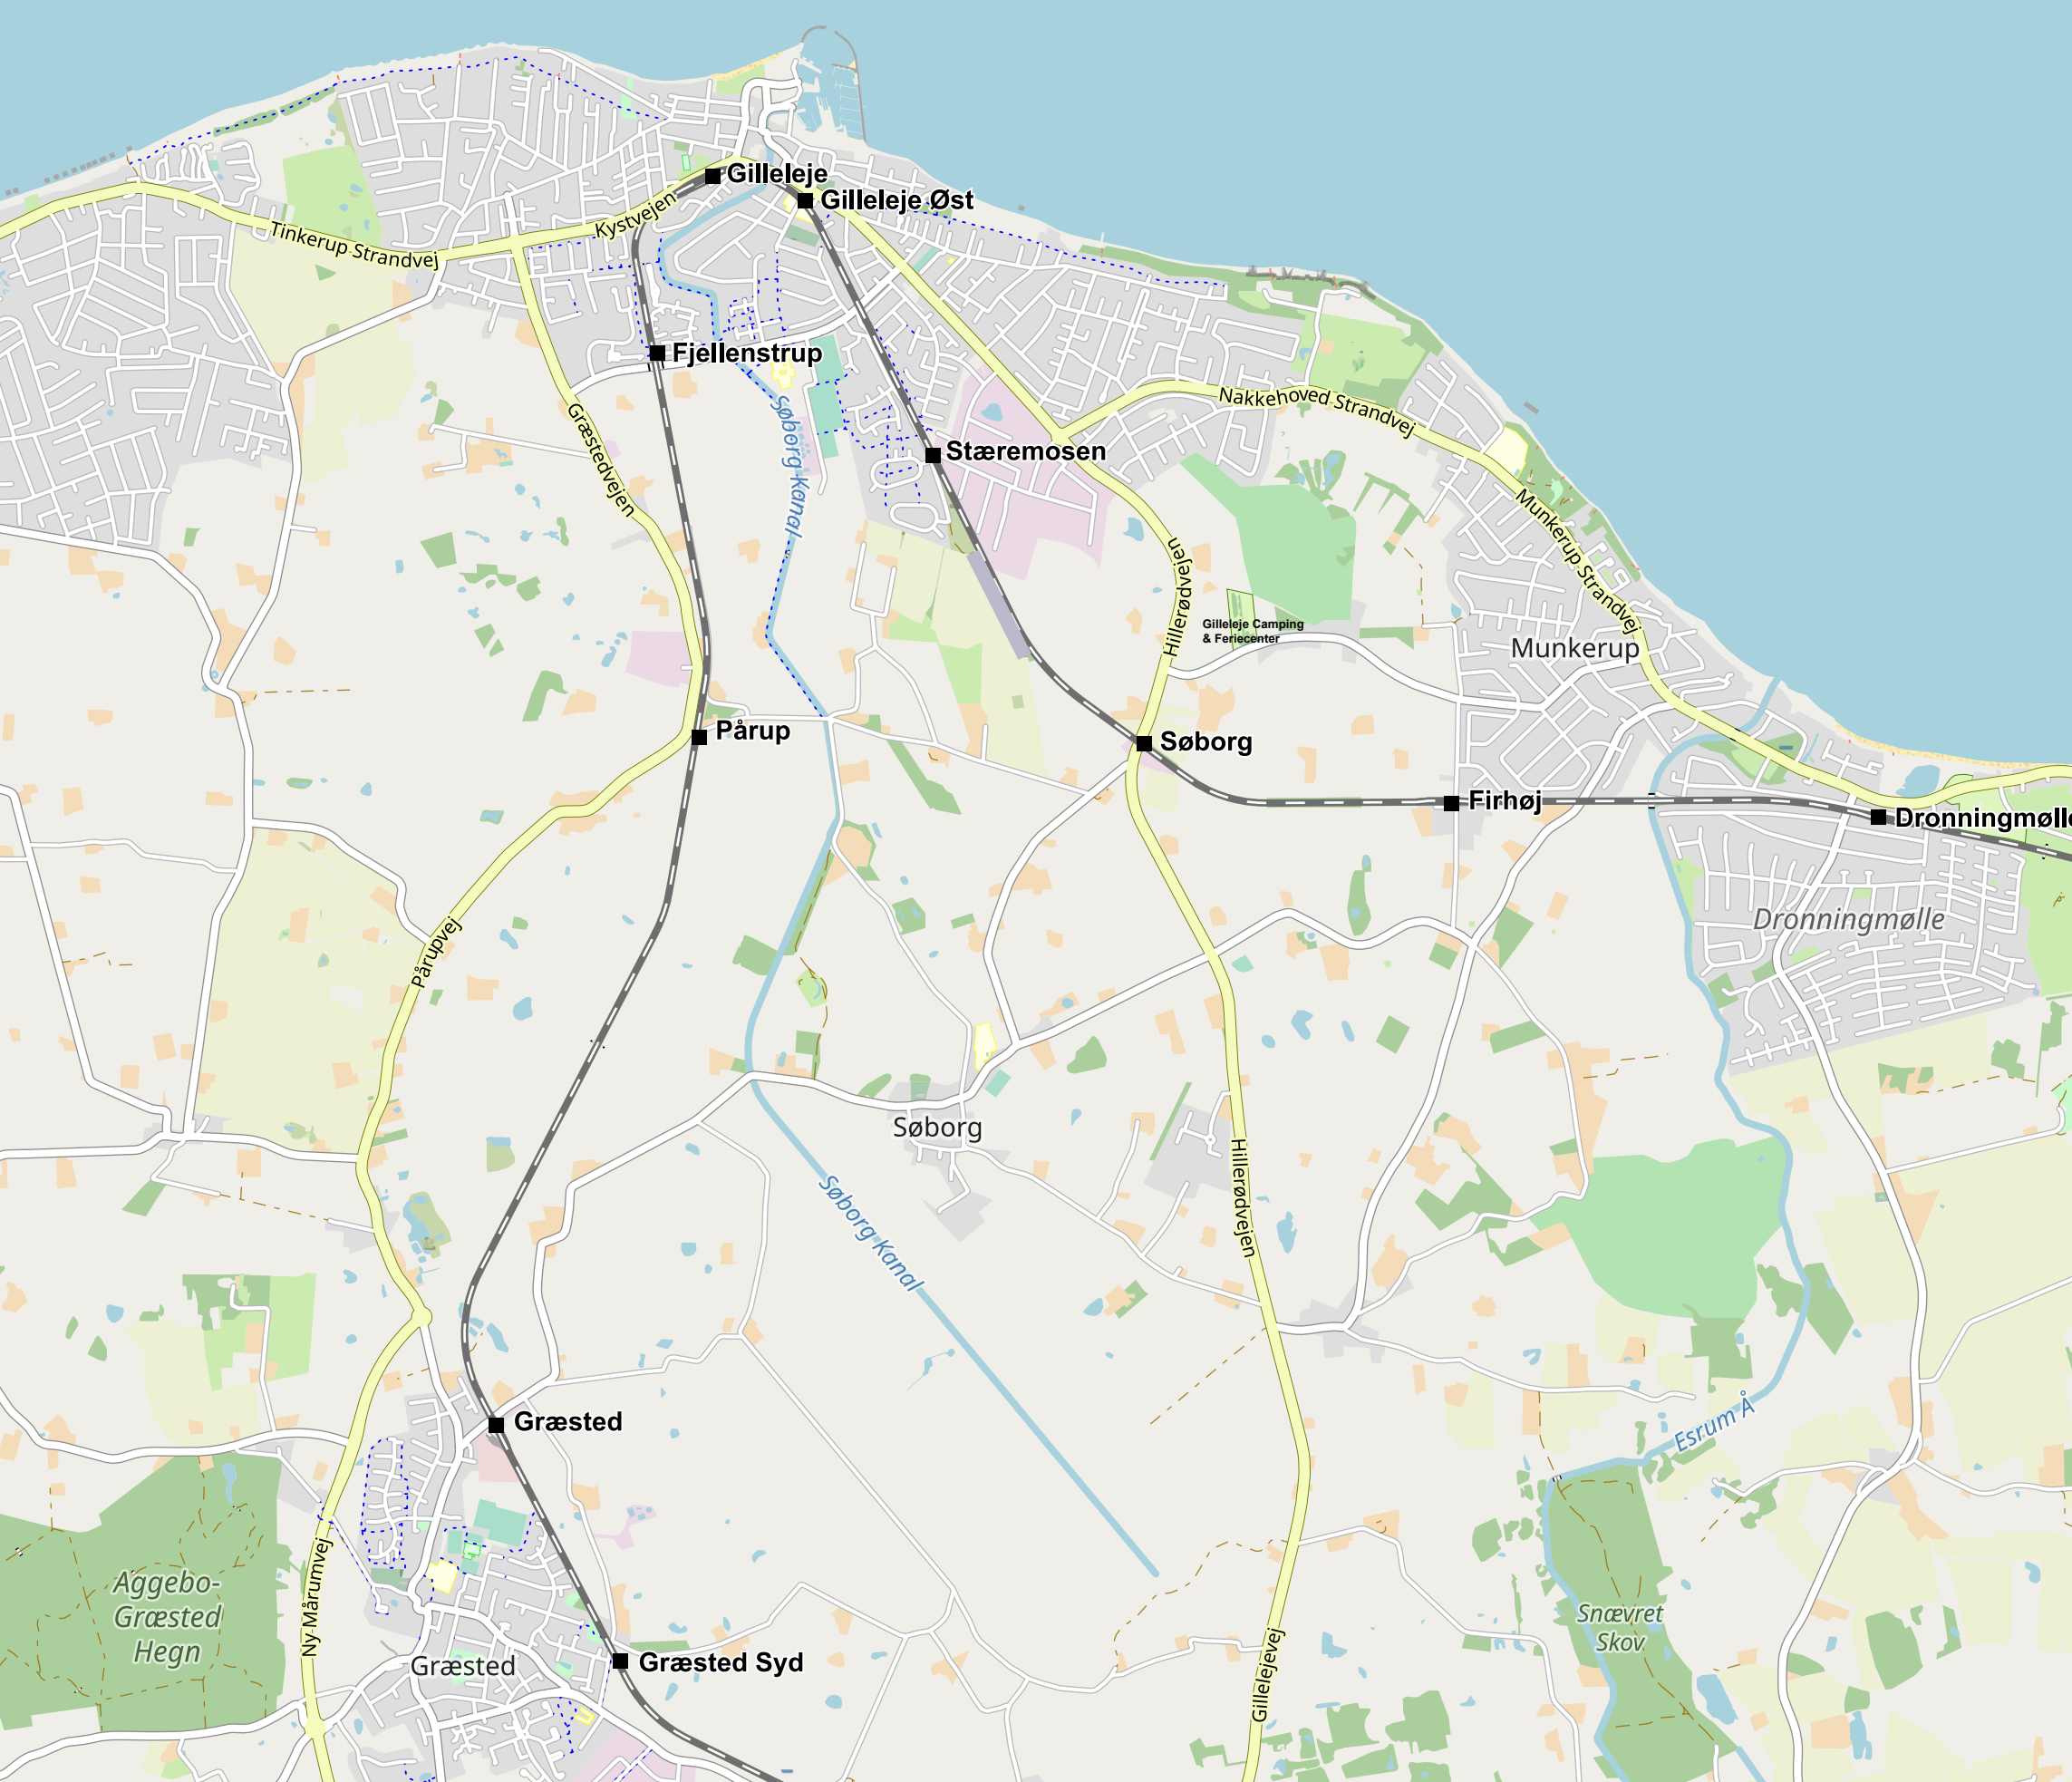 Gilleleje
Gilleleje Øst
Kystvejen
Tinkerup Strandvej
Fjellenstrup
Græstedvejen
Søborg Kanal
Nakkehoved Strandvej
Stæremosen
Munkerup Strandvej
Hillerødvejen
Gilleleje Camping
& Feriecenter
Munkerup
Pårup
Søborg
Firhøj
Dronningmølle
Dronningmølle
Pårupvej
Søborg
Søborg Kanal
Hillerødvejen
Græsted
Esrum Å
Aggebo-
Græsted
Hegn
Ny Mårumvej
Græsted
Græsted Syd
Gillelejevej
Snævret
Skov